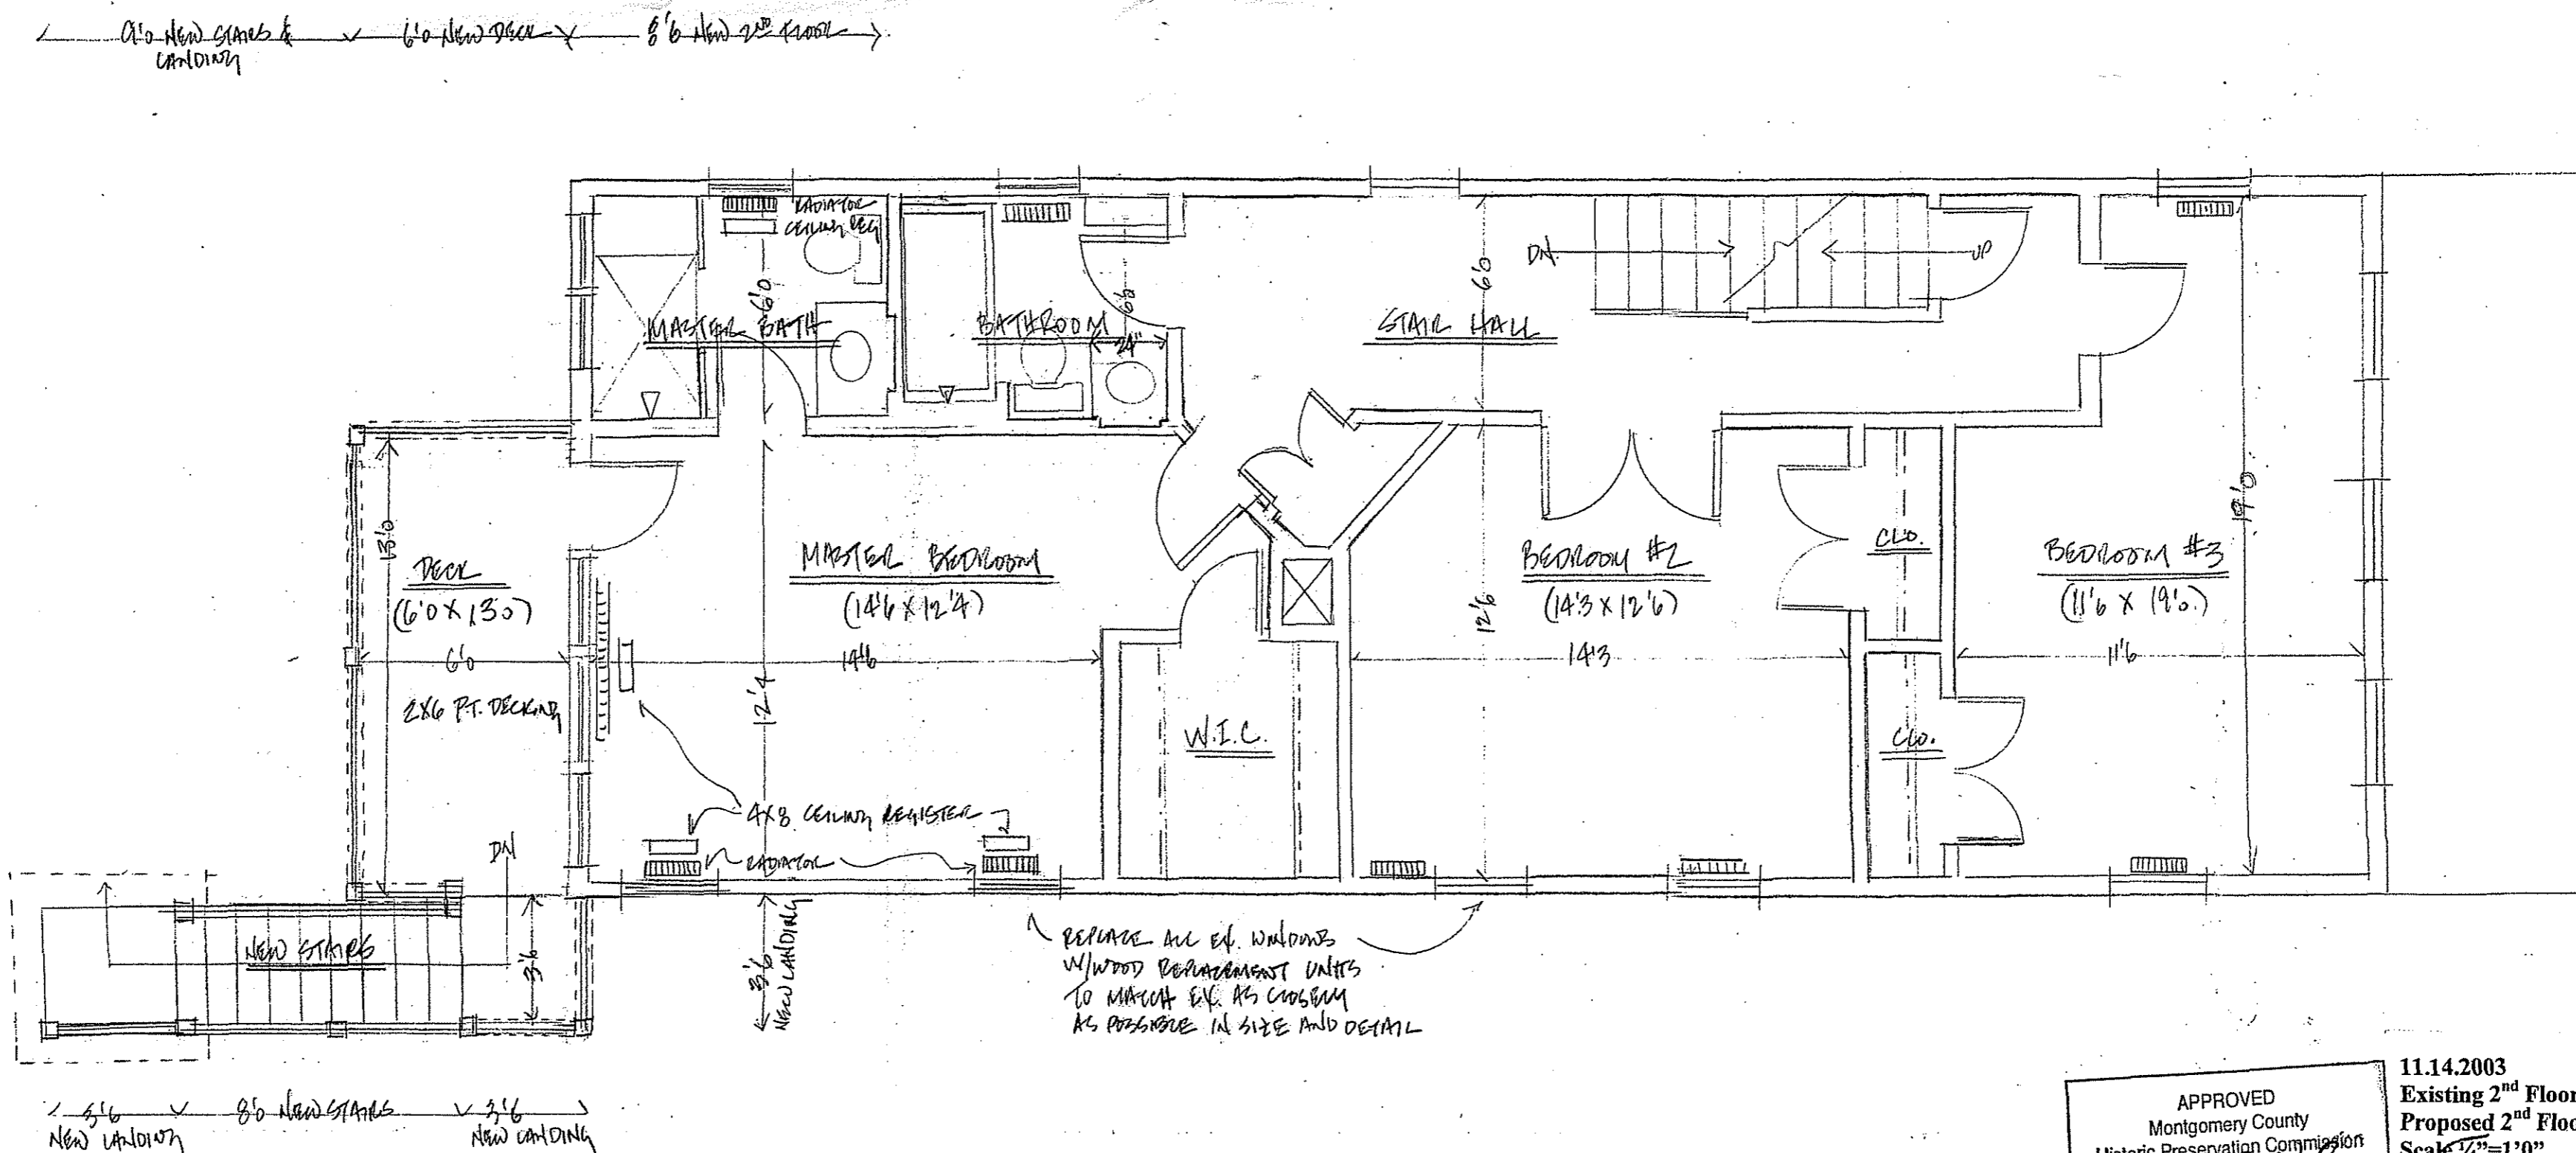 9'0 NEW STAIRS &
LANDING
6'0 NEW DECK
8'6 NEW 2ND FLOOR
RADIATOR
CEILING REG
6'0
MASTER BATH
BATHROOM
6'0
24"
STAIR HALL
6'6
DN
UP
13'0
DECK
(6'0 X 13'0)
6'0
2X6 P.T. DECKING
MASTER BEDROOM
(14'6 X 12'4)
14'6
12'4
W.I.C.
BEDROOM #2
(14'3 X 12'6)
14'3
12'6
CLO.
CLO.
BEDROOM #3
(11'6 X 19'0.)
11'6
19'0
4X8 CEILING REGISTER
RADIATOR
DN
NEW STAIRS
3'6
3'6
NEW LANDING
REPLACE ALL EX. WINDOWS
W/WOOD REPLACEMENT UNITS
TO MATCH EX. AS CLOSELY
AS POSSIBLE IN SIZE AND DETAIL
3'6
NEW LANDING
8'0 NEW STAIRS
3'6
NEW LANDING
APPROVED
Montgomery County
Historic Preservation Commission
11.14.2003
Existing 2nd Floor
Proposed 2nd Floo
Scale ¼"=1'0"